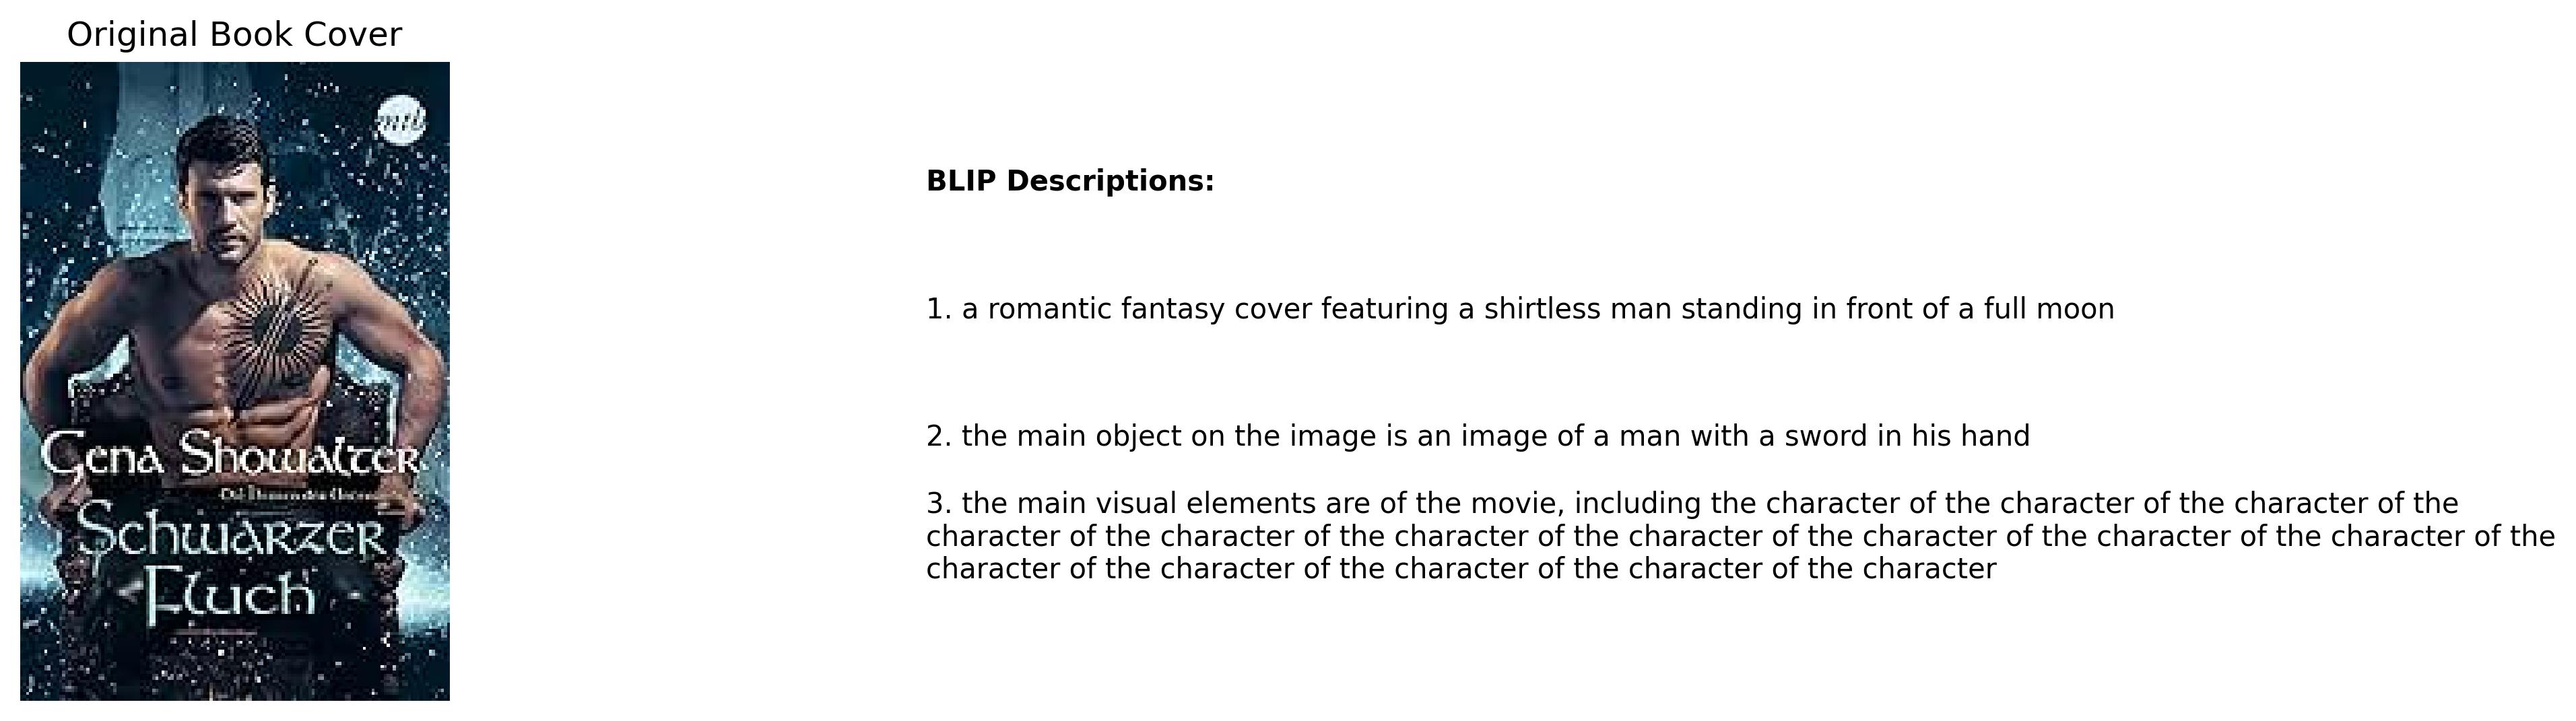 Original Book Cover
mtb
Gena Showalter
Schwarzer
Fluch
BLIP Descriptions:
1. a romantic fantasy cover featuring a shirtless man standing in front of a full moon
2. the main object on the image is an image of a man with a sword in his hand
3. the main visual elements are of the movie, including the character of the character of the character of the
character of the character of the character of the character of the character of the character of the character of the
character of the character of the character of the character of the character